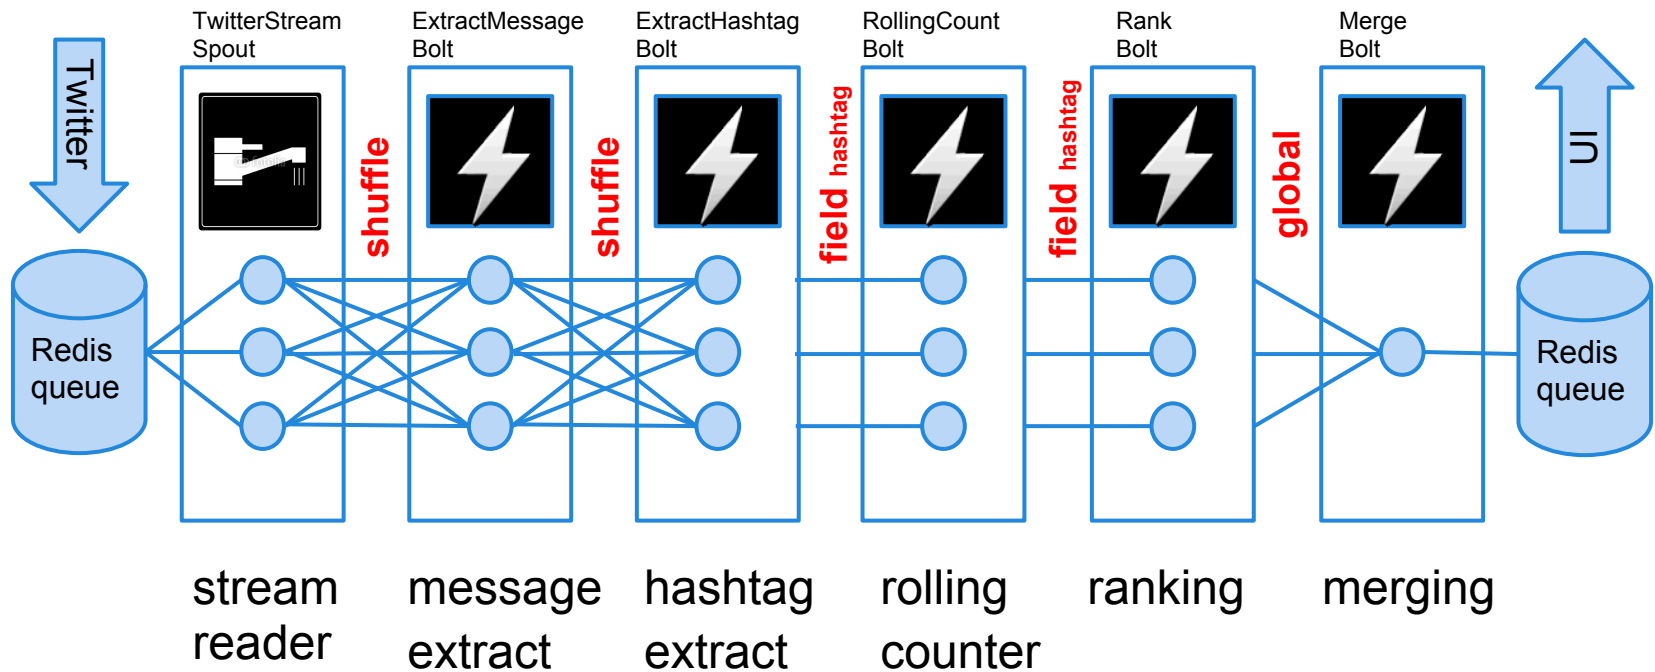 TwitterStream
Spout
ExtractMessage
Bolt
ExtractHashtag
Bolt
RollingCount
Bolt
Rank
Bolt
Merge
Bolt
Twitter
shuffle
shuffle
field hashtag
field hashtag
global
UI
Redis
queue
Redis
queue
stream
reader
message
extract
hashtag
extract
rolling
counter
ranking
merging